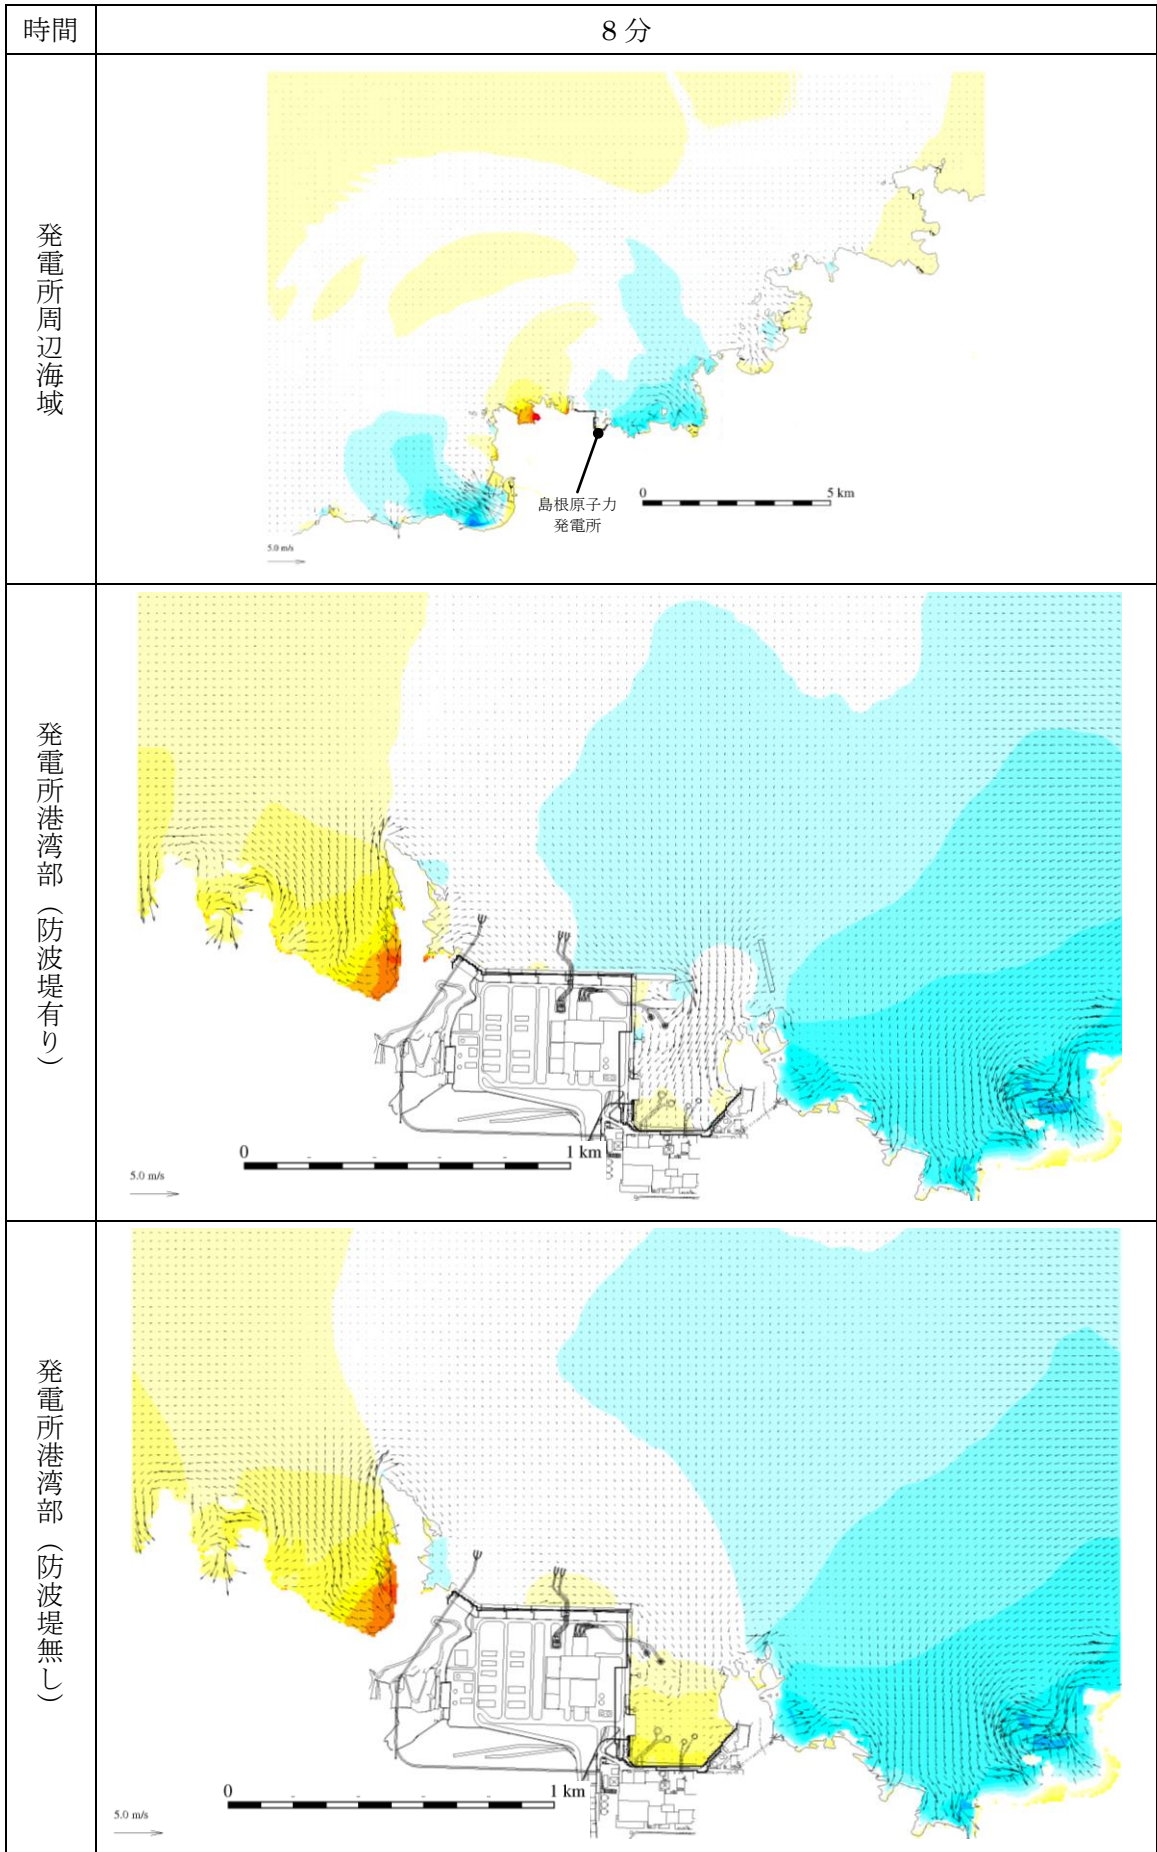 時間
8分
発電所周辺海域
島根原子力
発電所
0
5 km
5.0 m/s
発電所港湾部（防波堤有り）
0
1 km
5.0 m/s
発電所港湾部（防波堤無し）
0
1 km
5.0 m/s